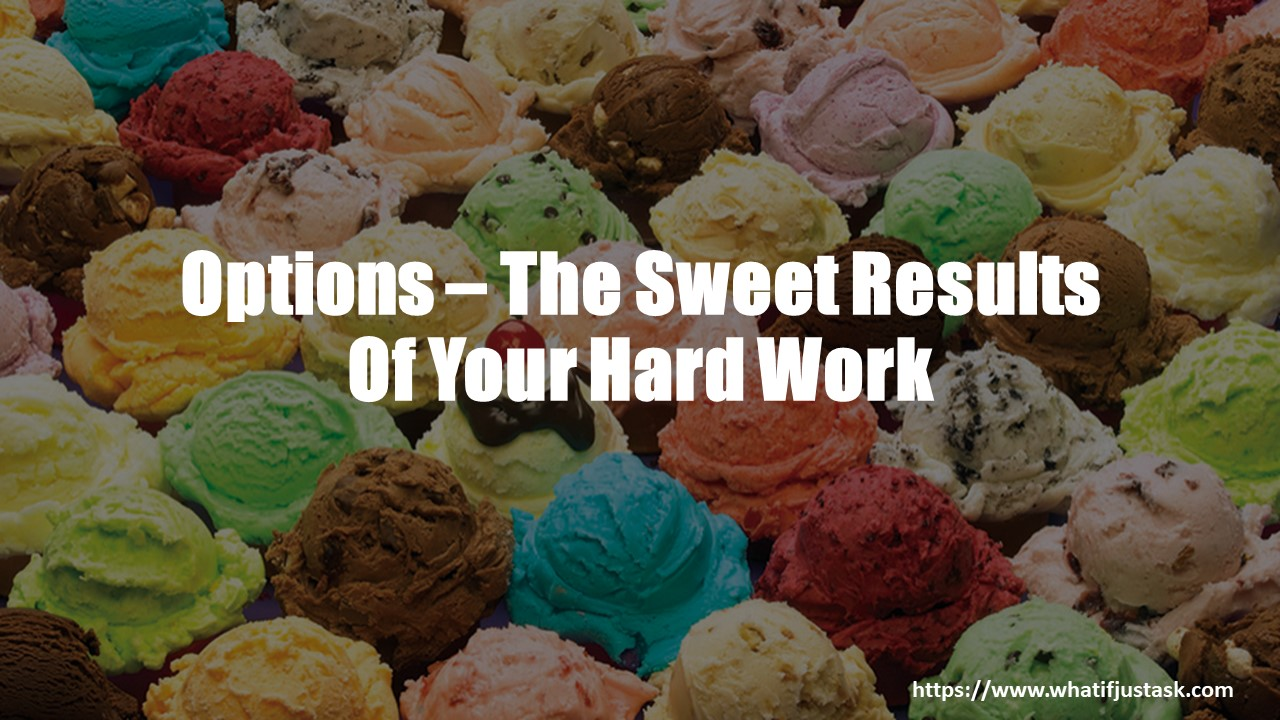 Options – The Sweet Results
Of Your Hard Work
https://www.whatifjustask.com